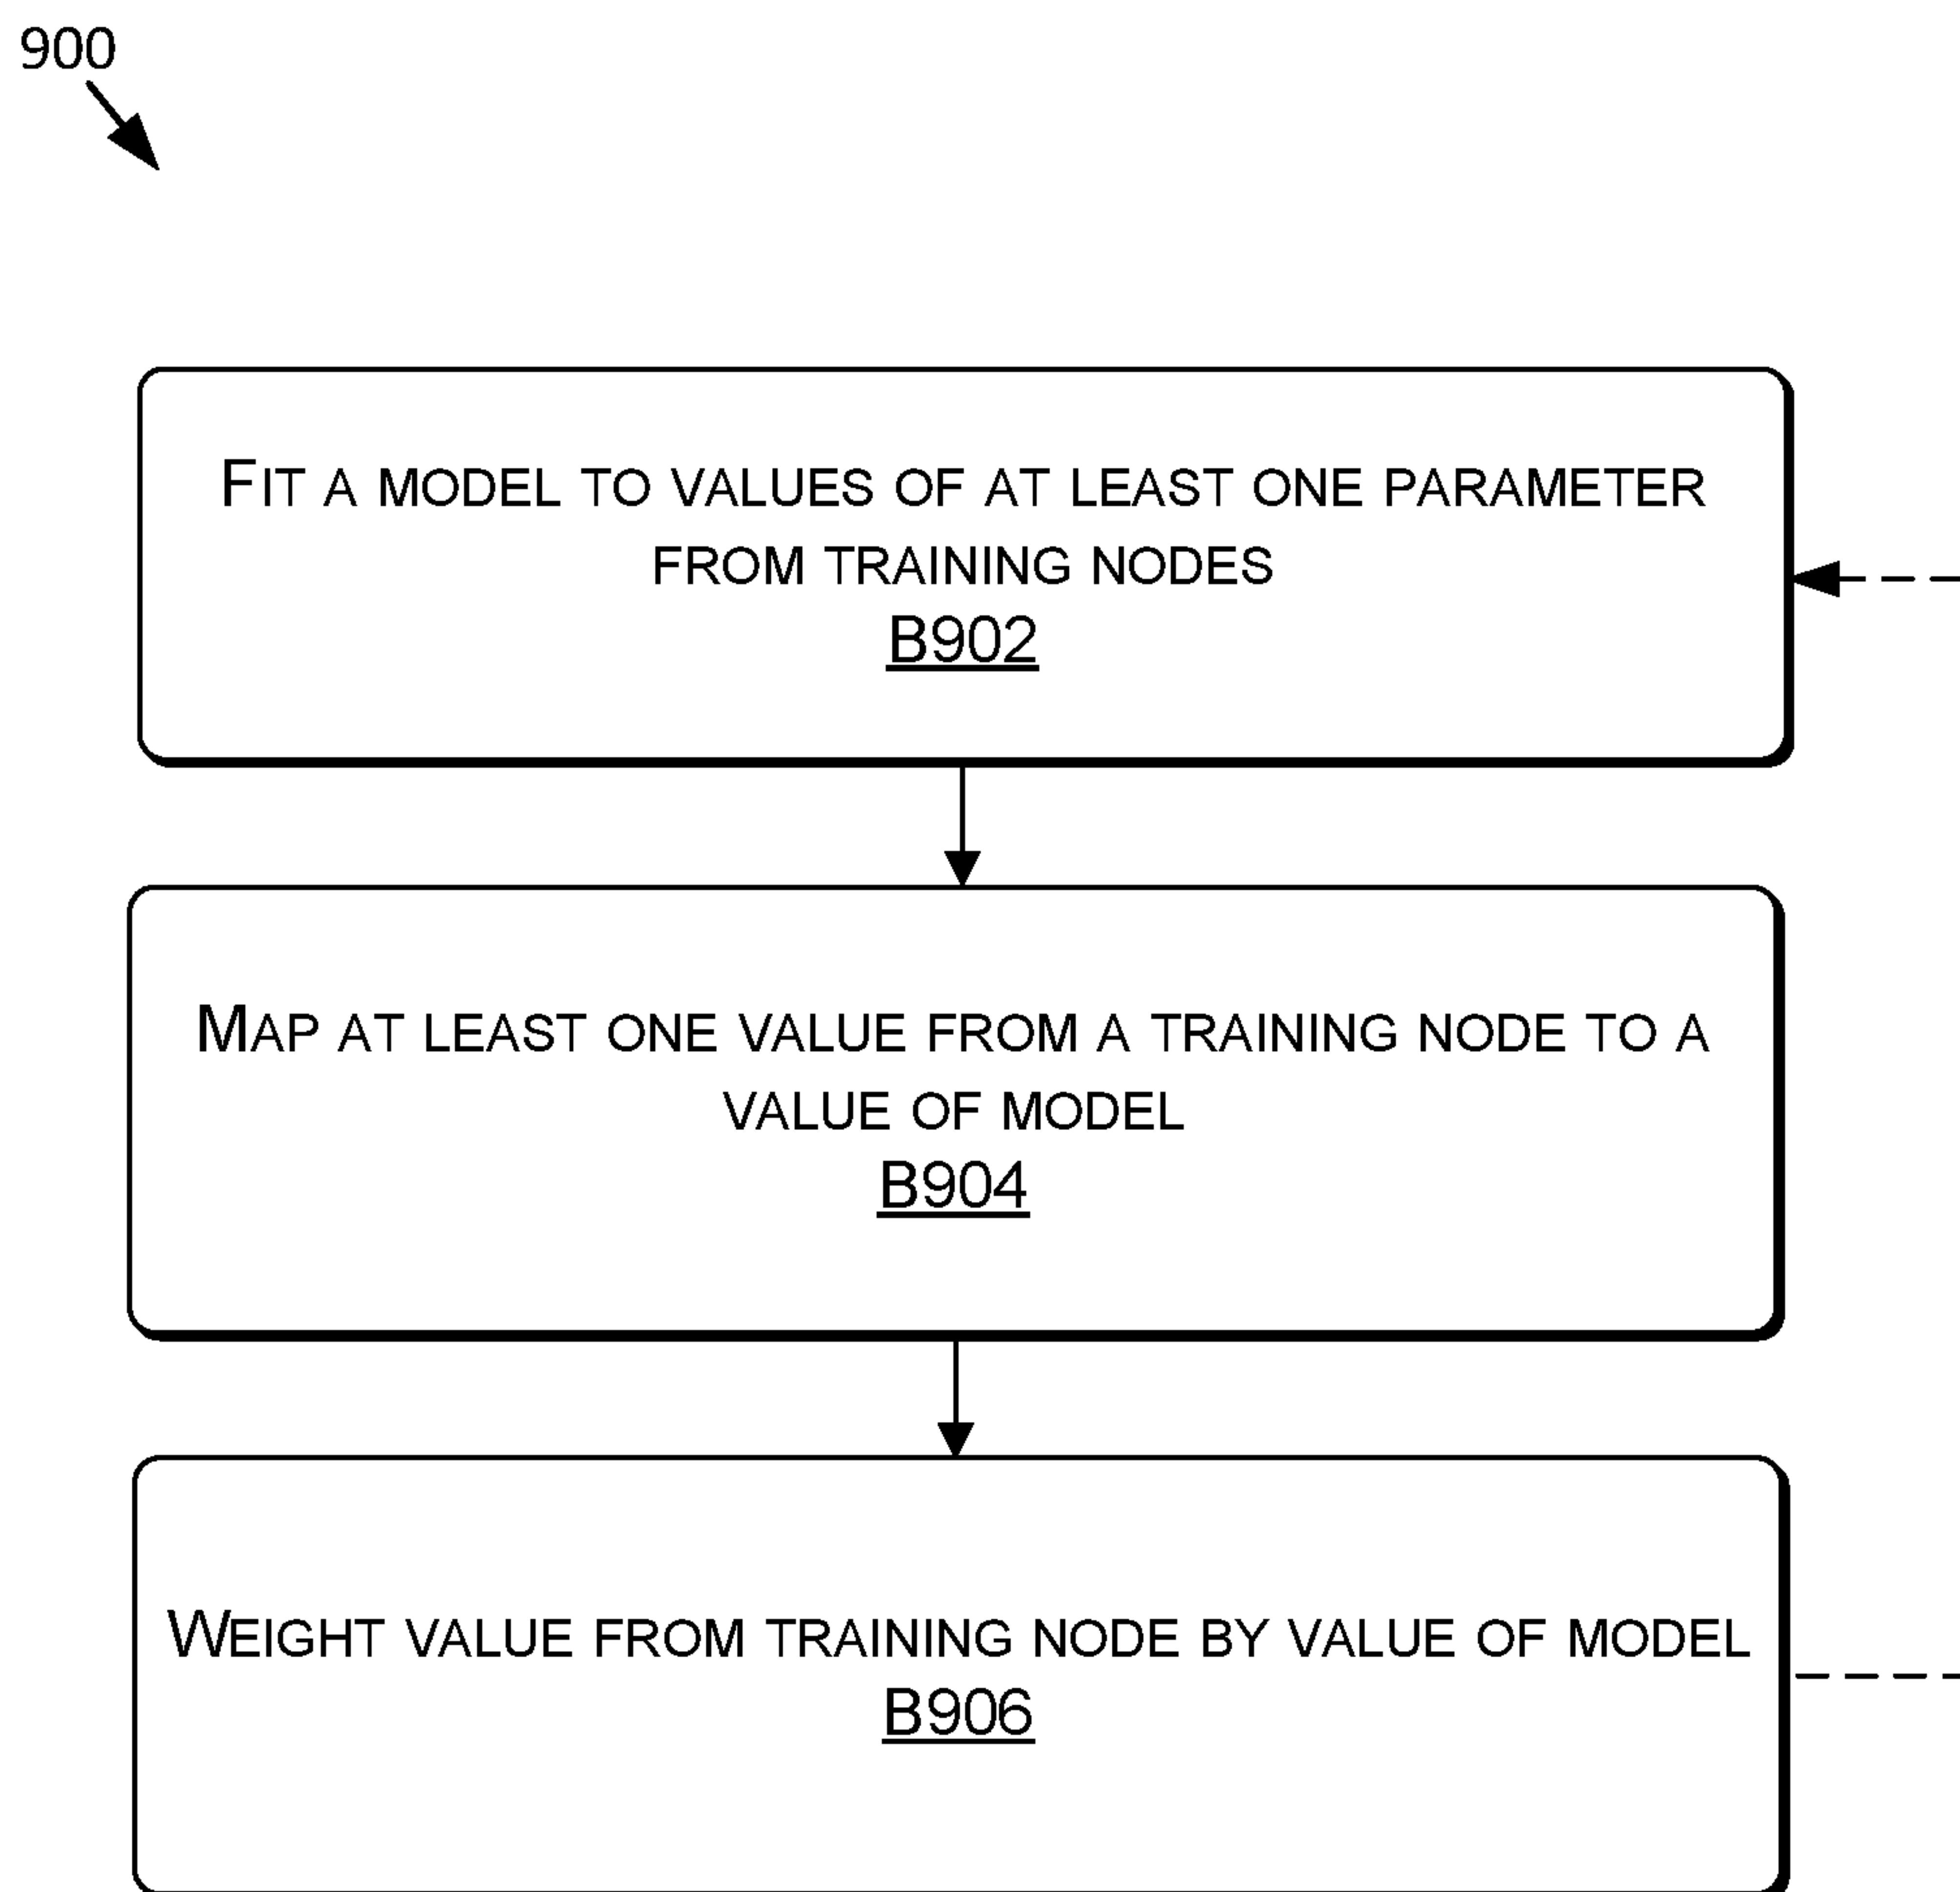 900
FIT A MODEL TO VALUES OF AT LEAST ONE PARAMETER
FROM TRAINING NODES
B902
MAP AT LEAST ONE VALUE FROM A TRAINING NODE TO A
VALUE OF MODEL
B904
WEIGHT VALUE FROM TRAINING NODE BY VALUE OF MODEL
B906